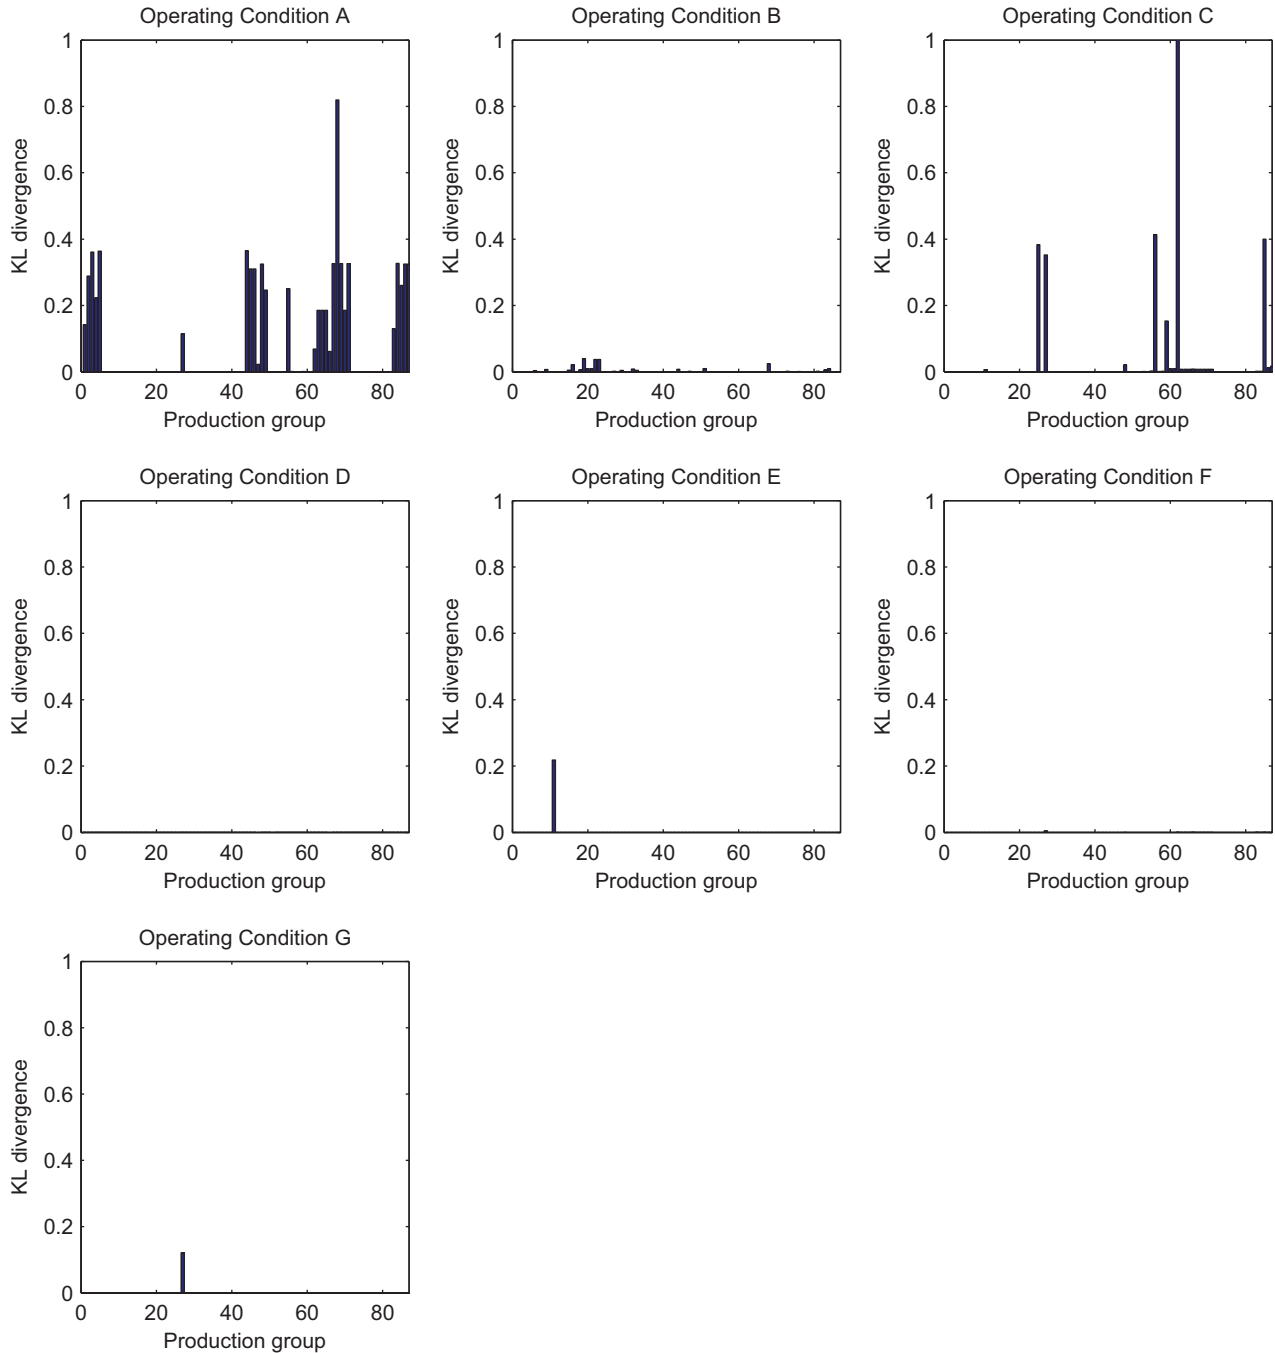 Operating Condition A
1
0.8
0.6
0.4
0.2
0
KL divergence
0 20 40 60 80
Production group
Operating Condition B
1
0.8
0.6
0.4
0.2
0
KL divergence
0 20 40 60 80
Production group
Operating Condition C
1
0.8
0.6
0.4
0.2
0
KL divergence
0 20 40 60 80
Production group
Operating Condition D
1
0.8
0.6
0.4
0.2
0
KL divergence
0 20 40 60 80
Production group
Operating Condition E
1
0.8
0.6
0.4
0.2
0
KL divergence
0 20 40 60 80
Production group
Operating Condition F
1
0.8
0.6
0.4
0.2
0
KL divergence
0 20 40 60 80
Production group
Operating Condition G
1
0.8
0.6
0.4
0.2
0
KL divergence
0 20 40 60 80
Production group